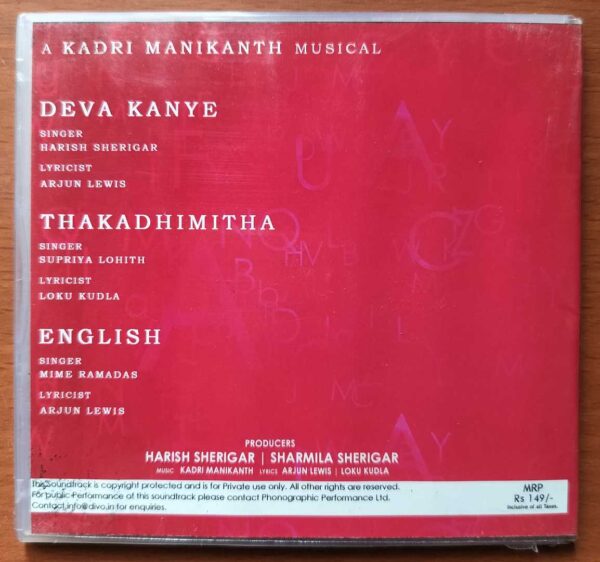 A KADRI MANIKANTH MUSICAL
DEVA KANYE
SINGER
HARISH SHERIGAR
LYRICIST
ARJUN LEWIS
THAKADHIMITHA
SINGER
SUPRIYA LOHITH
LYRICIST
LOKU KUDLA
ENGLISH
SINGER
MIME RAMADAS
LYRICIST
ARJUN LEWIS
PRODUCERS
HARISH SHERIGAR | SHARMILA SHERIGAR
MUSIC KADRI MANIKANTH LYRICS ARJUN LEWIS | LOKU KUDLA
The Soundtrack is copyright protected and is for Private use only. All other rights are reserved.
For public Performance of this soundtrack please contact Phonographic Performance Ltd.
Contact info@divo.in for enquiries.
MRP
Rs 149/-
Inclusive of all Taxes.